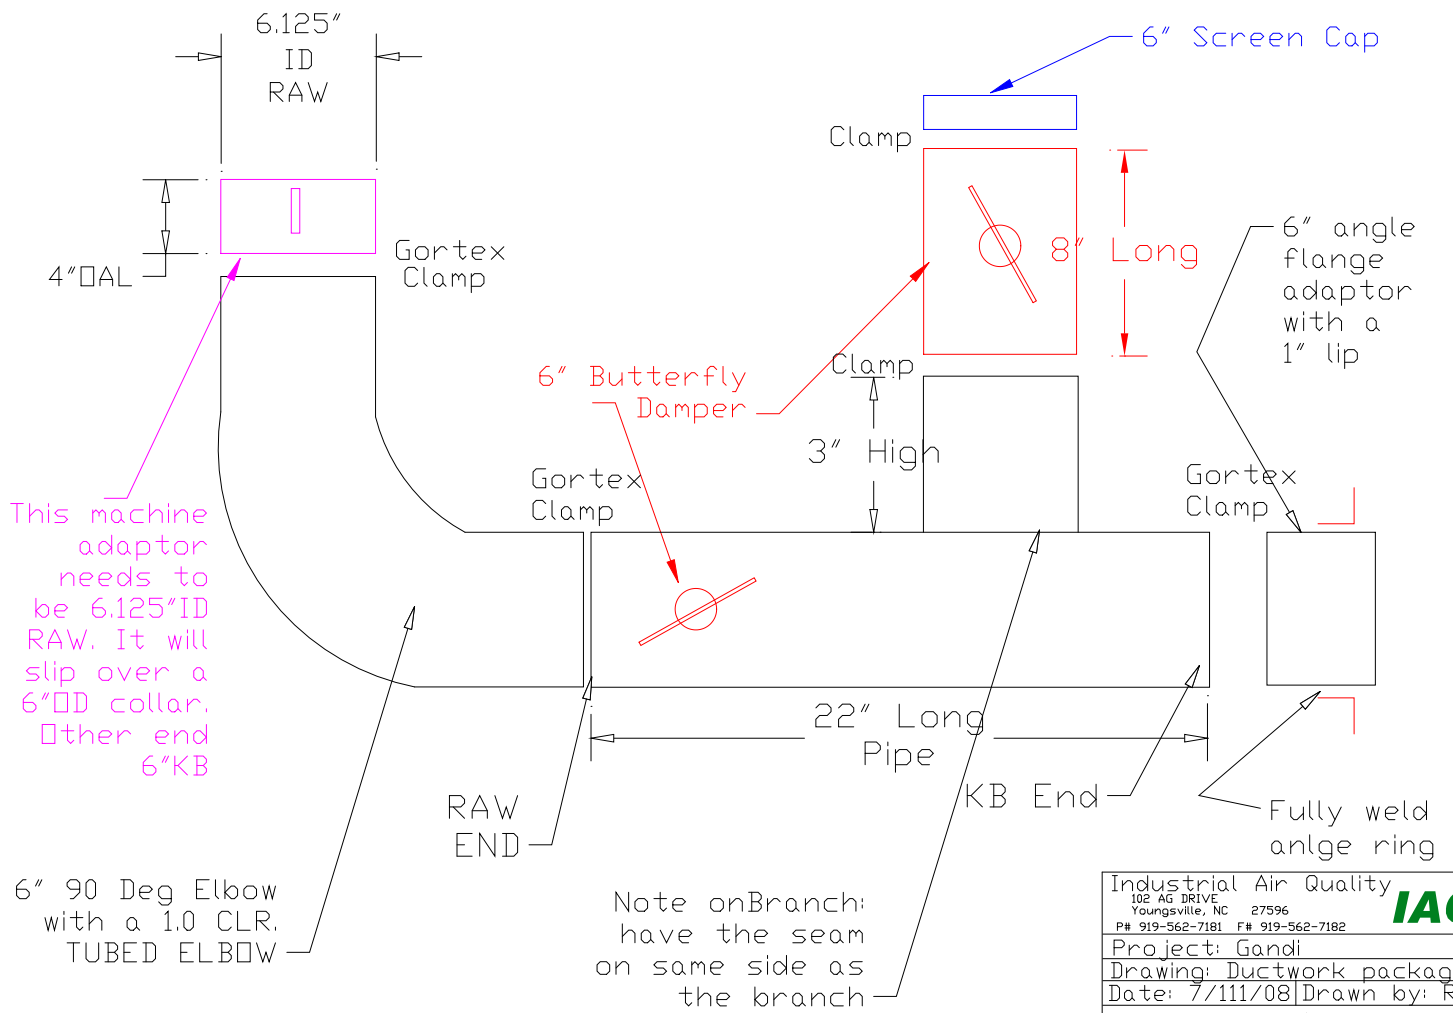 6.125"
ID
RAW
6" Screen Cap
Clamp
4"OAL
Gortex
Clamp
8" Long
6" angle
flange
adaptor
with a
1" lip
6" Butterfly
Damper
Clamp
3" High
Gortex
Clamp
Gortex
Clamp
This machine
adaptor
needs to
be 6.125"ID
RAW. It will
slip over a
6"OD collar.
Other end
6"KB
22" Long
Pipe
RAW
END
KB End
Fully weld
anlge ring
6" 90 Deg Elbow
with a 1.0 CLR.
TUBED ELBOW
Note onBranch:
have the seam
on same side as
the branch
Industrial Air Quality
102 AG DRIVE
Youngsville, NC 27596
P# 919-562-7181 F# 919-562-7182
Project: Gandi
Drawing: Ductwork packag
Date: 7/111/08 Drawn by: R